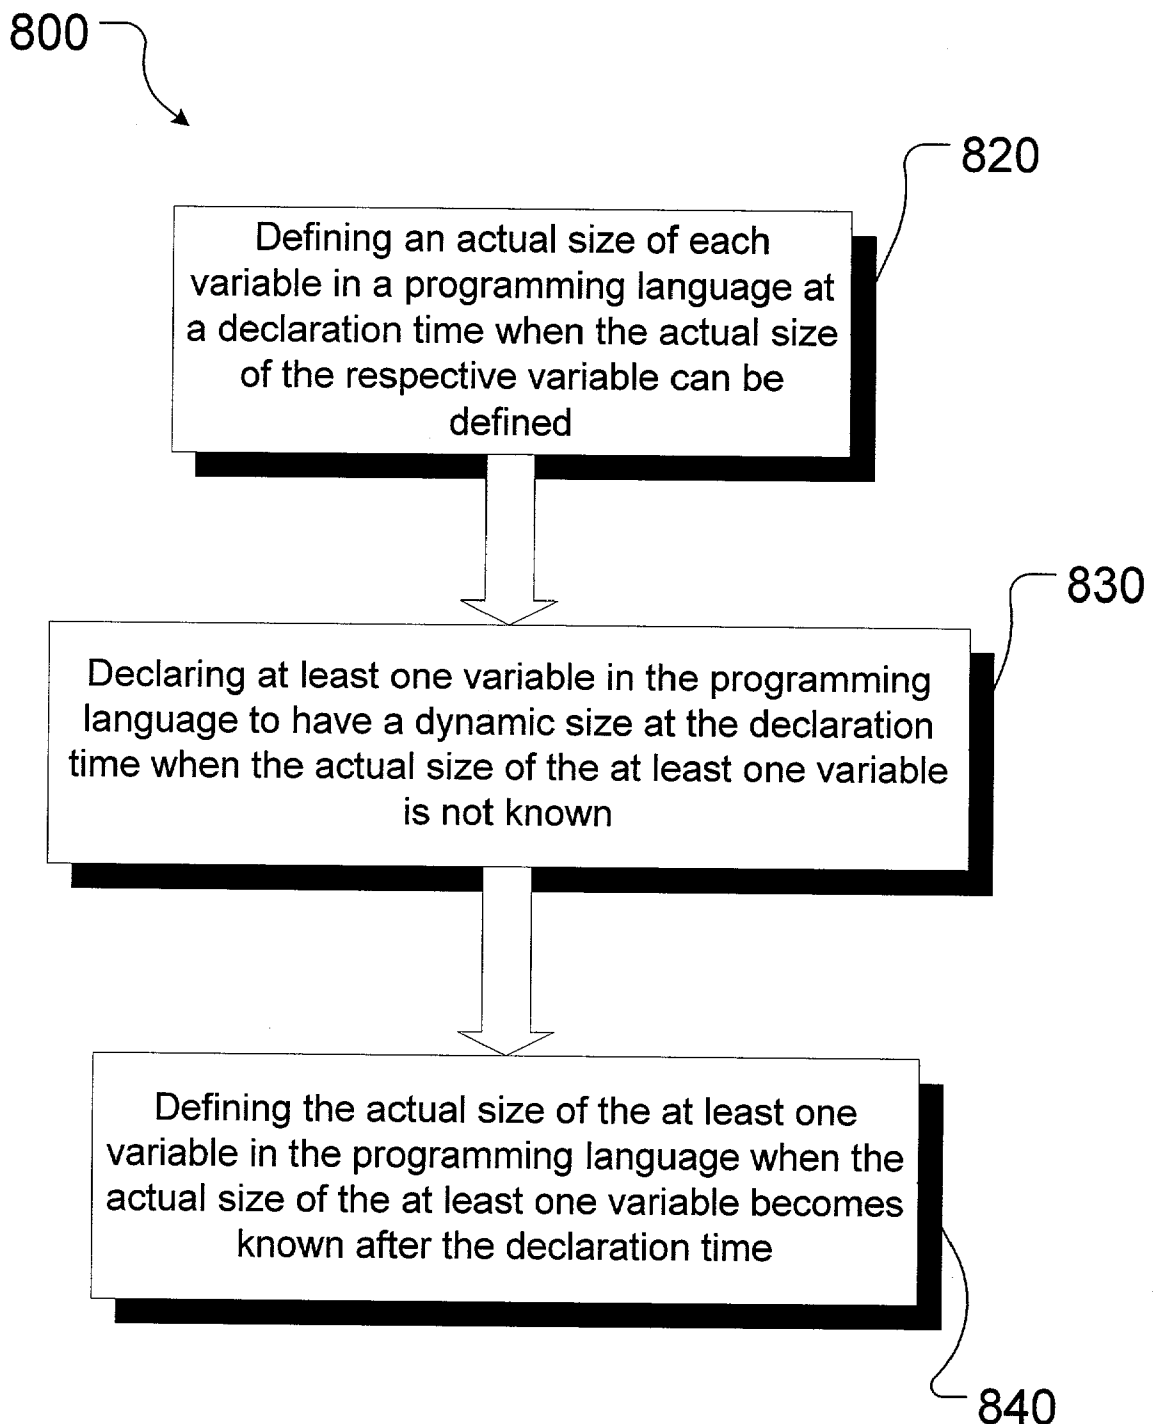 800
820
Defining an actual size of each
variable in a programming language at
a declaration time when the actual size
of the respective variable can be
defined
830
Declaring at least one variable in the programming
language to have a dynamic size at the declaration
time when the actual size of the at least one variable
is not known
Defining the actual size of the at least one
variable in the programming language when the
actual size of the at least one variable becomes
known after the declaration time
840